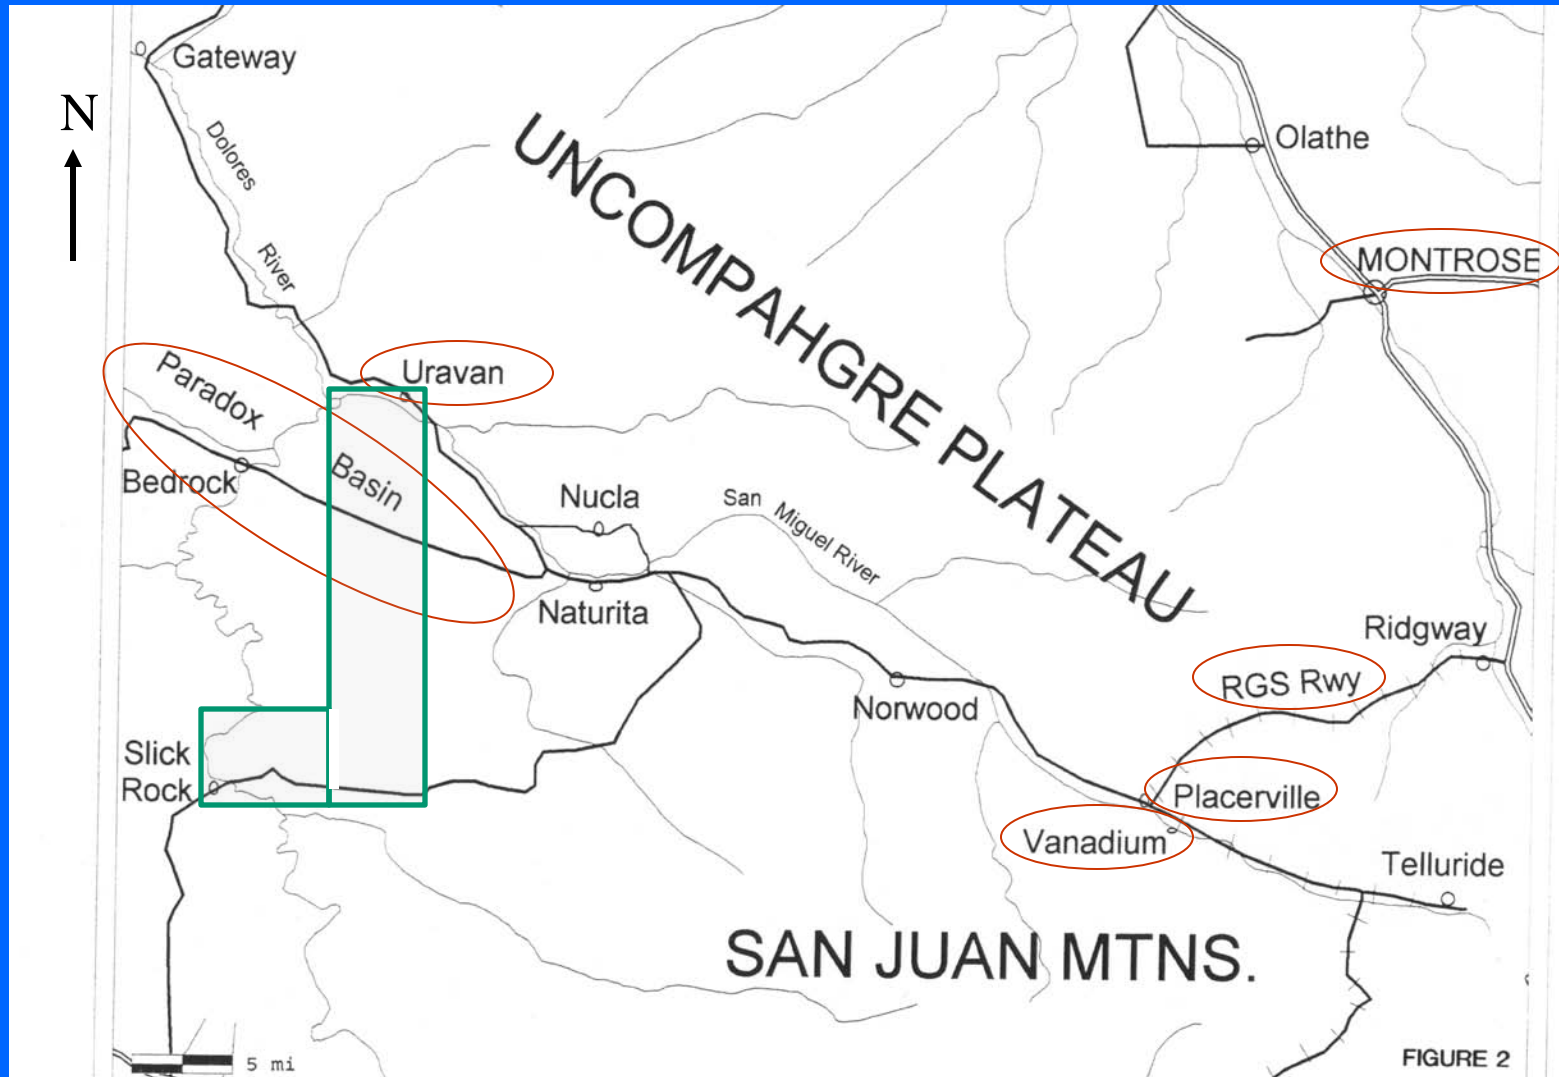 Gateway
N
Dolores
River
UNCOMPAHGRE PLATEAU
Olathe
MONTROSE
Paradox
Basin
Uravan
Bedrock
Nucla
San Miguel River
Naturita
Ridgway
RGS Rwy
Norwood
Slick
Rock
Placerville
Vanadium
Telluride
SAN JUAN MTNS.
5 mi
FIGURE 2